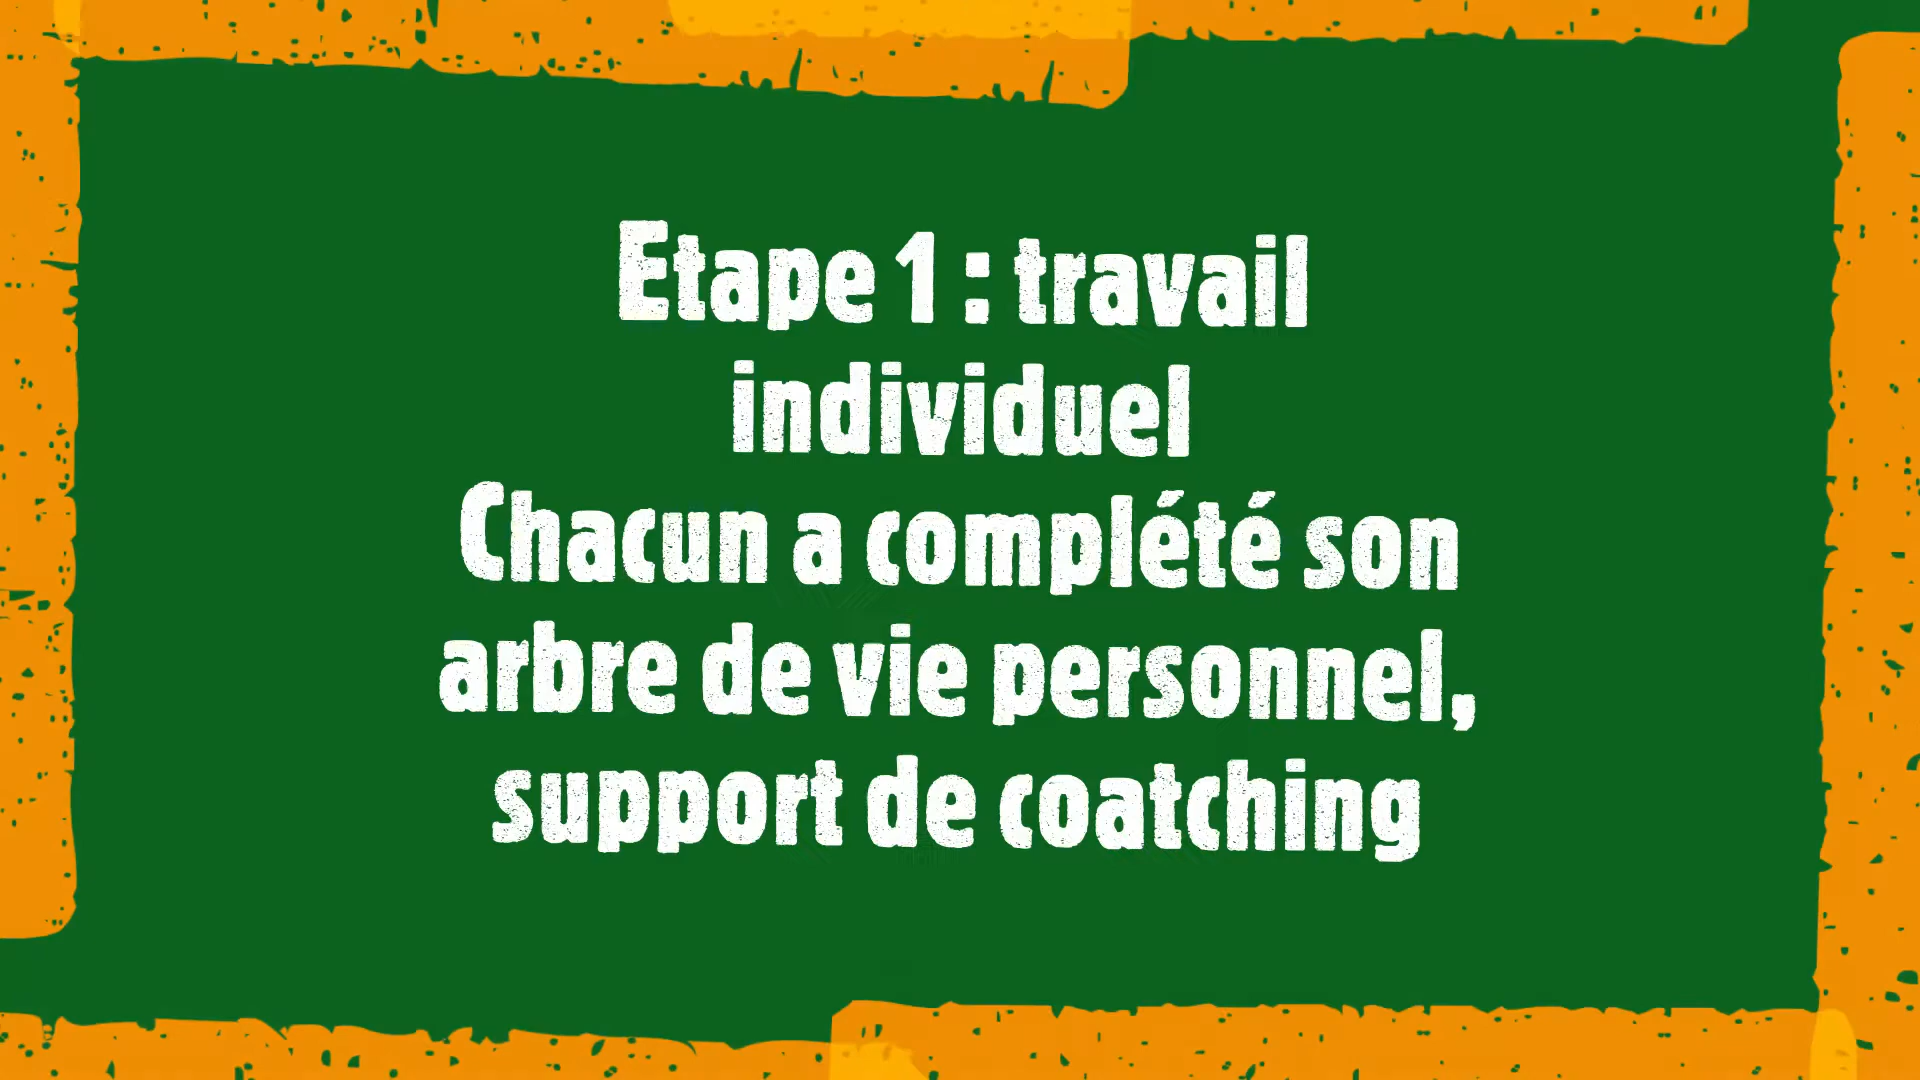 Etape 1 : travail
individuel
Chacun a complété son
arbre de vie personnel,
support de coatching